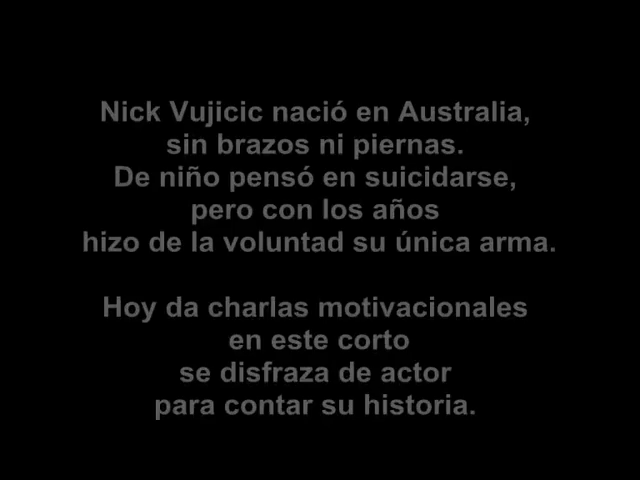 Nick Vujicic nació en Australia,
sin brazos ni piernas.
De niño pensó en suicidarse,
pero con los años
hizo de la voluntad su única arma.
Hoy da charlas motivacionales
en este corto
se disfraza de actor
para contar su historia.